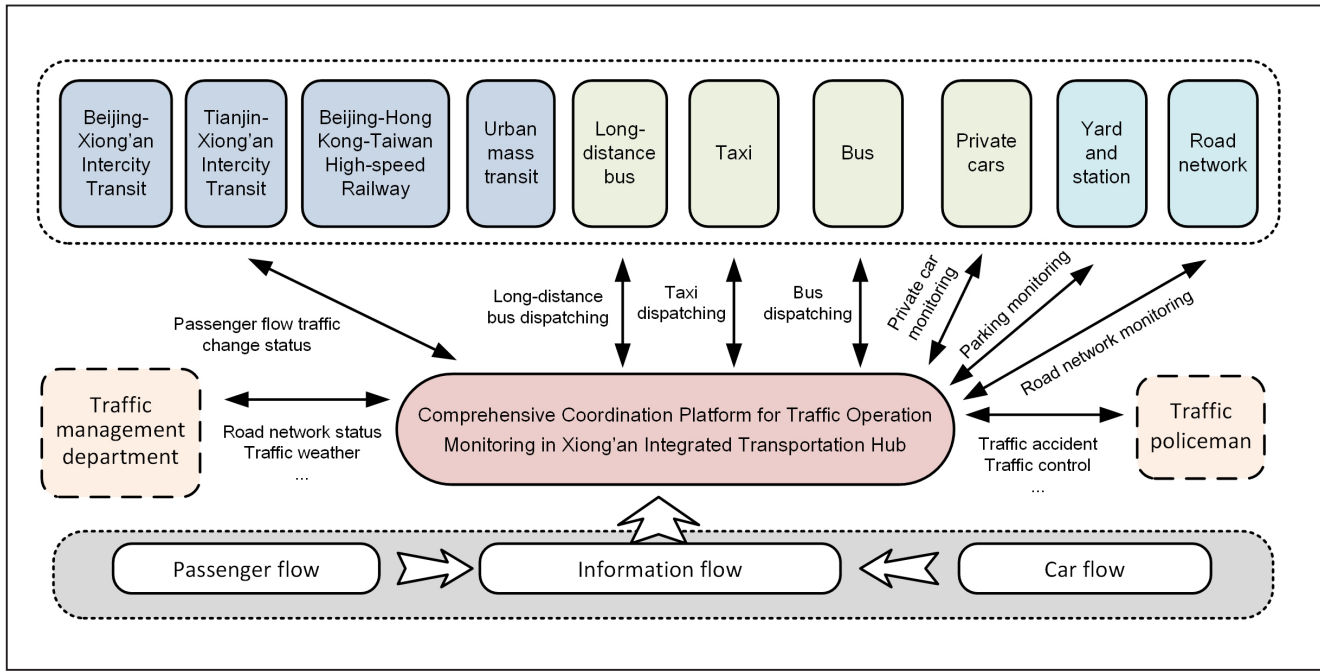 Beijing-
Xiong'an
Intercity
Transit
Tianjin-
Xiong'an
Intercity
Transit
Beijing-Hong
Kong-Taiwan
High-speed
Railway
Urban
mass
transit
Long-
distance
bus
Taxi
Bus
Private
cars
Yard
and
station
Road
network
Passenger flow traffic
change status
Long-distance
bus dispatching
Taxi
dispatching
Bus
dispatching
Private car
monitoring
Parking monitoring
Road network monitoring
Traffic
management
department
Road network status
Traffic weather
...
Comprehensive Coordination Platform for Traffic Operation
Monitoring in Xiong'an Integrated Transportation Hub
Traffic accident
Traffic control
...
Traffic
policeman
Passenger flow
Information flow
Car flow